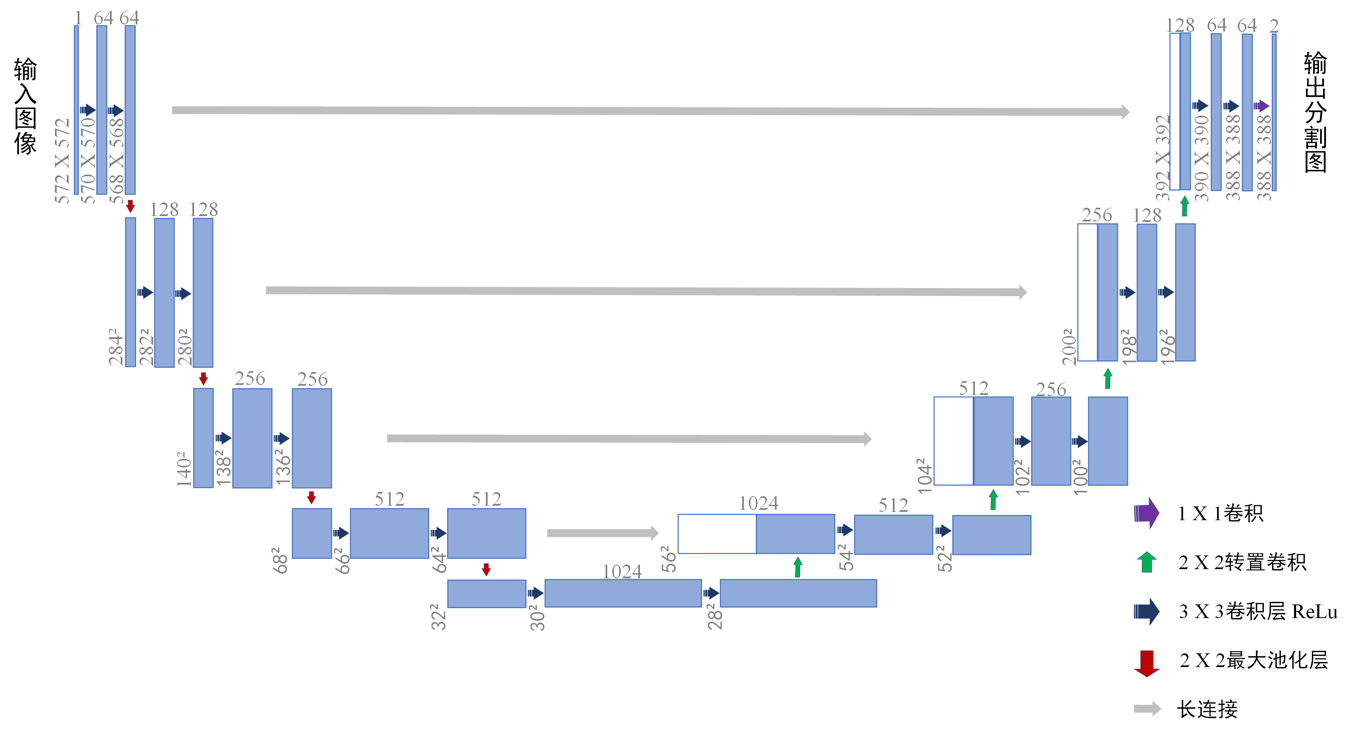 输入图像
1
64
64
572 X 572
570 X 570
568 X 568
128
128
284²
282²
280²
256
256
140²
138²
136²
512
512
68²
66²
64²
1024
32²
30²
28²
1024
512
56²
54²
52²
512
256
104²
102²
100²
256
128
200²
198²
196²
128
64
64
2
392 X 392
390 X 390
388 X 388
388 X 388
输出分割图
1 X 1卷积
2 X 2转置卷积
3 X 3卷积层 ReLu
2 X 2最大池化层
长连接